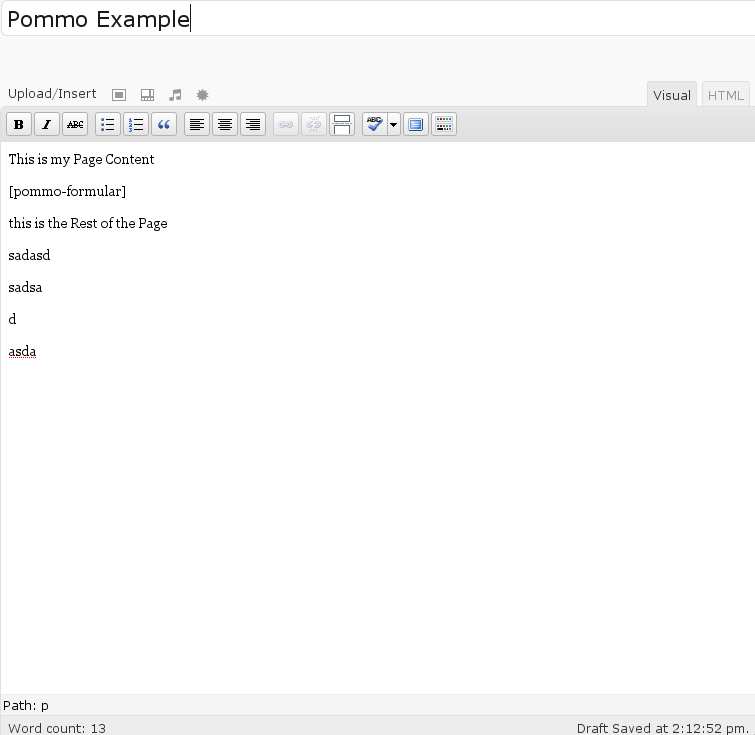 Pommo Example
Upload/Insert
Visual HTML
B I ABC ABC
This is my Page Content
[pommo-formular]
this is the Rest of the Page
sadasd
sadsa
d
asda
Path: p
Word count: 13 Draft Saved at 2:12:52 pm.